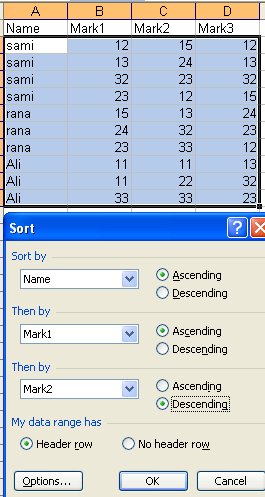 A B C D
Name Mark1 Mark2 Mark3
sami 12 15 12
sami 13 24 13
sami 32 23 32
sami 23 12 15
rana 15 13 24
rana 24 32 23
rana 23 33 12
Ali 11 11 13
Ali 11 22 32
Ali 33 33 23
Sort ?
Sort by
Name Ascending
Descending
Then by
Mark1 Ascending
Descending
Then by
Mark2 Ascending
Descending
My data range has
Header row No header row
Options... OK Cancel